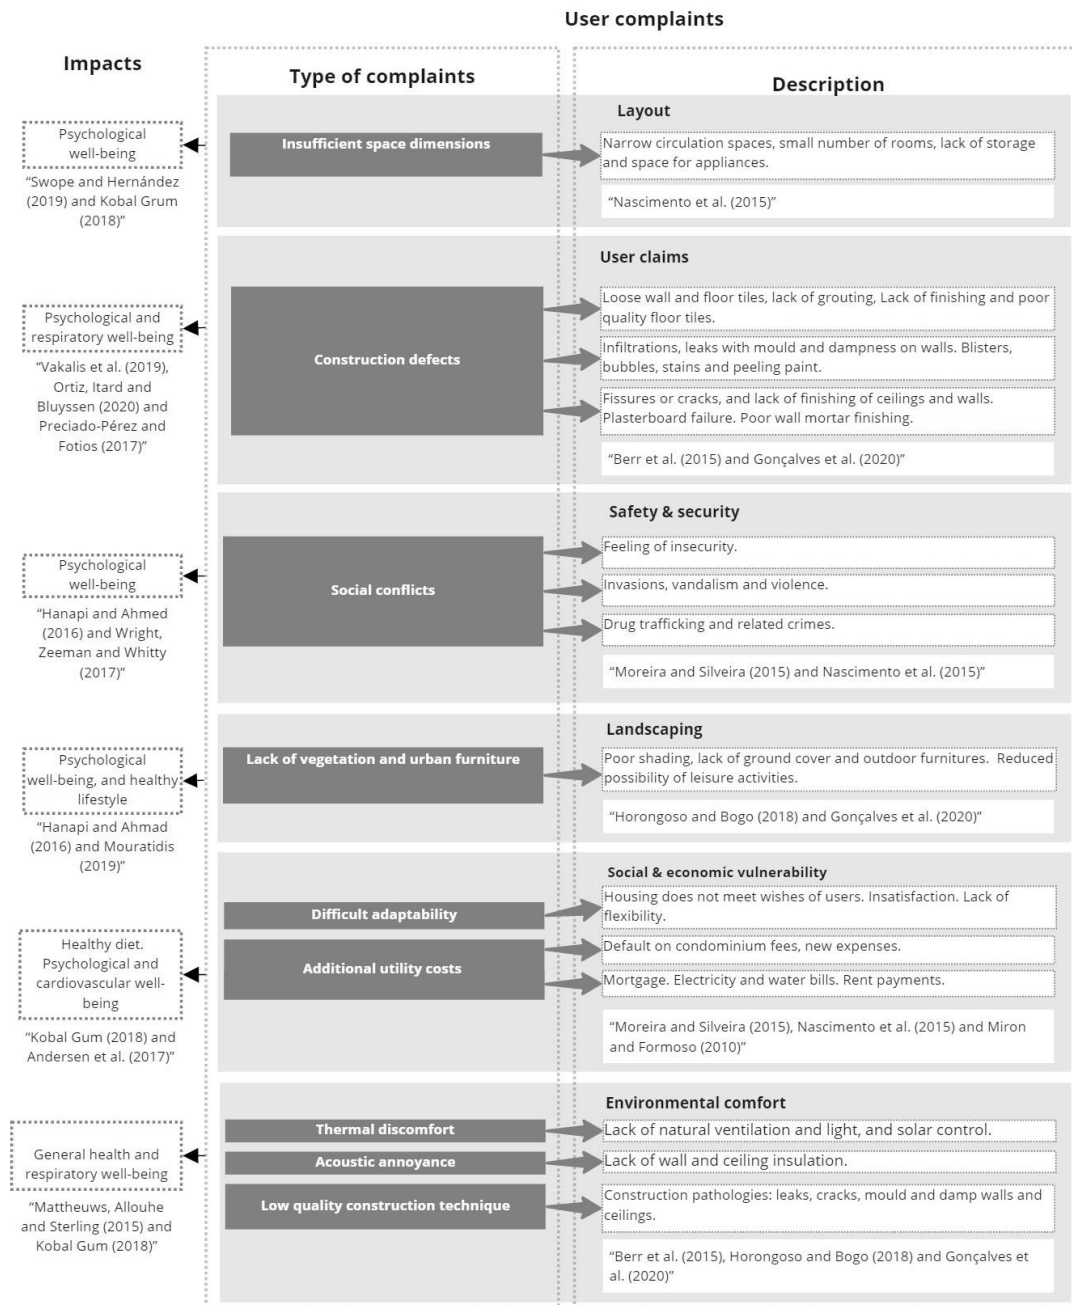 User complaints
Impacts
Type of complaints
Description
Layout
Psychological
well-being
“Swope and Hernández
(2019) and Kobal Grum
(2018)”
Insufficient space dimensions
Narrow circulation spaces, small number of rooms, lack of storage
and space for appliances.
“Nascimento et al. (2015)”
User claims
Psychological and
respiratory well-being
“Vakalis et al. (2019),
Ortiz, Itard and
Bluyssen (2020) and
Preciado-Pérez and
Fotios (2017)”
Construction defects
Loose wall and floor tiles, lack of grouting, Lack of finishing and poor
quality floor tiles.
Infiltrations, leaks with mould and dampness on walls. Blisters,
bubbles, stains and peeling paint.
Fissures or cracks, and lack of finishing of ceilings and walls.
Plasterboard failure. Poor wall mortar finishing.
“Berr et al. (2015) and Gonçalves et al. (2020)”
Safety & security
Psychological
well-being
“Hanapi and Ahmed
(2016) and Wright,
Zeeman and Whitty
(2017)”
Social conflicts
Feeling of insecurity.
Invasions, vandalism and violence.
Drug trafficking and related crimes.
“Moreira and Silveira (2015) and Nascimento et al. (2015)”
Landscaping
Psychological
well-being, and healthy
lifestyle
“Hanapi and Ahmad
(2016) and Mouratidis
(2019)”
Lack of vegetation and urban furniture
Poor shading, lack of ground cover and outdoor furnitures. Reduced
possibility of leisure activities.
“Horongoso and Bogo (2018) and Gonçalves et al. (2020)”
Social & economic vulnerability
Healthy diet.
Psychological and
cardiovascular well-
being
“Kobal Gum (2018) and
Andersen et al. (2017)”
Difficult adaptability
Housing does not meet wishes of users. Insatisfaction. Lack of
flexibility.
Additional utility costs
Default on condominium fees, new expenses.
Mortgage. Electricity and water bills. Rent payments.
“Moreira and Silveira (2015), Nascimento et al. (2015) and Miron
and Formoso (2010)”
Environmental comfort
General health and
respiratory well-being
“Mattheuws, Allouhe
and Sterling (2015) and
Kobal Gum (2018)”
Thermal discomfort
Lack of natural ventilation and light, and solar control.
Acoustic annoyance
Lack of wall and ceiling insulation.
Low quality construction technique
Construction pathologies: leaks, cracks, mould and damp walls and
ceilings.
“Berr et al. (2015), Horongoso and Bogo (2018) and Gonçalves et
al. (2020)”